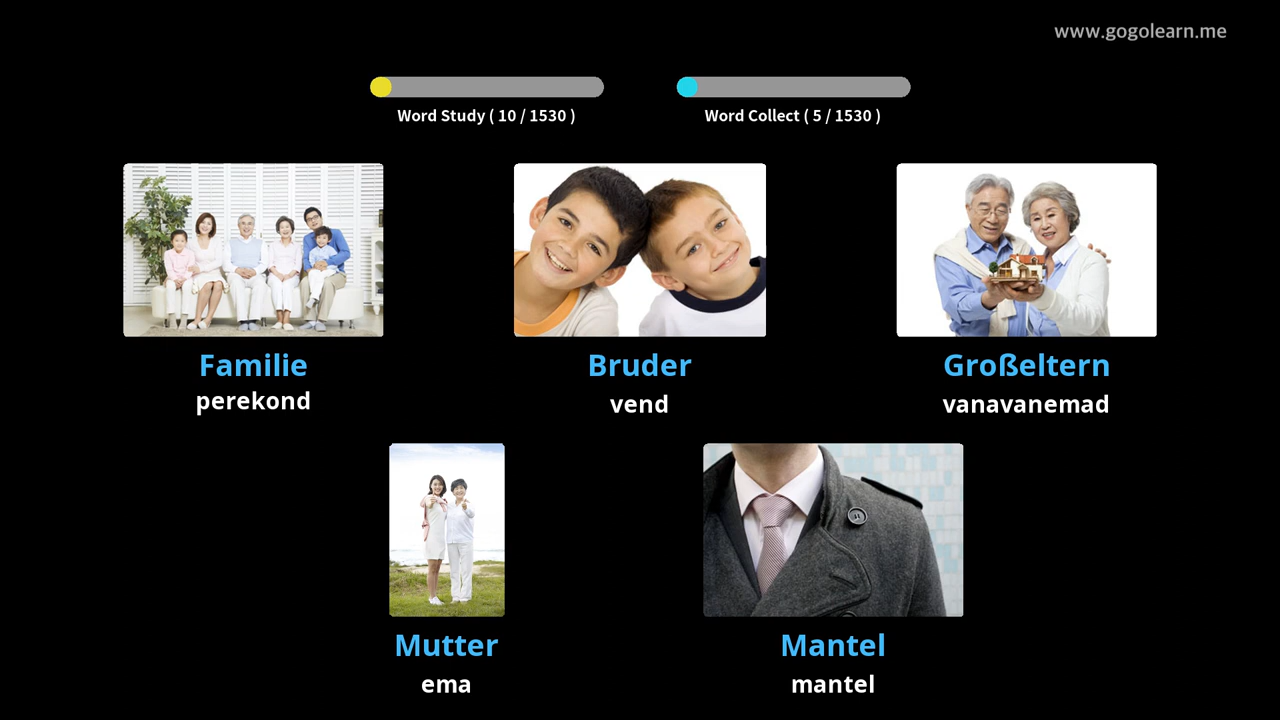 www.gogolearn.me
Word Study ( 10 / 1530 )
Word Collect ( 5 / 1530 )
Familie
perekond
Bruder
vend
Großeltern
vanavanemad
Mutter
ema
Mantel
mantel